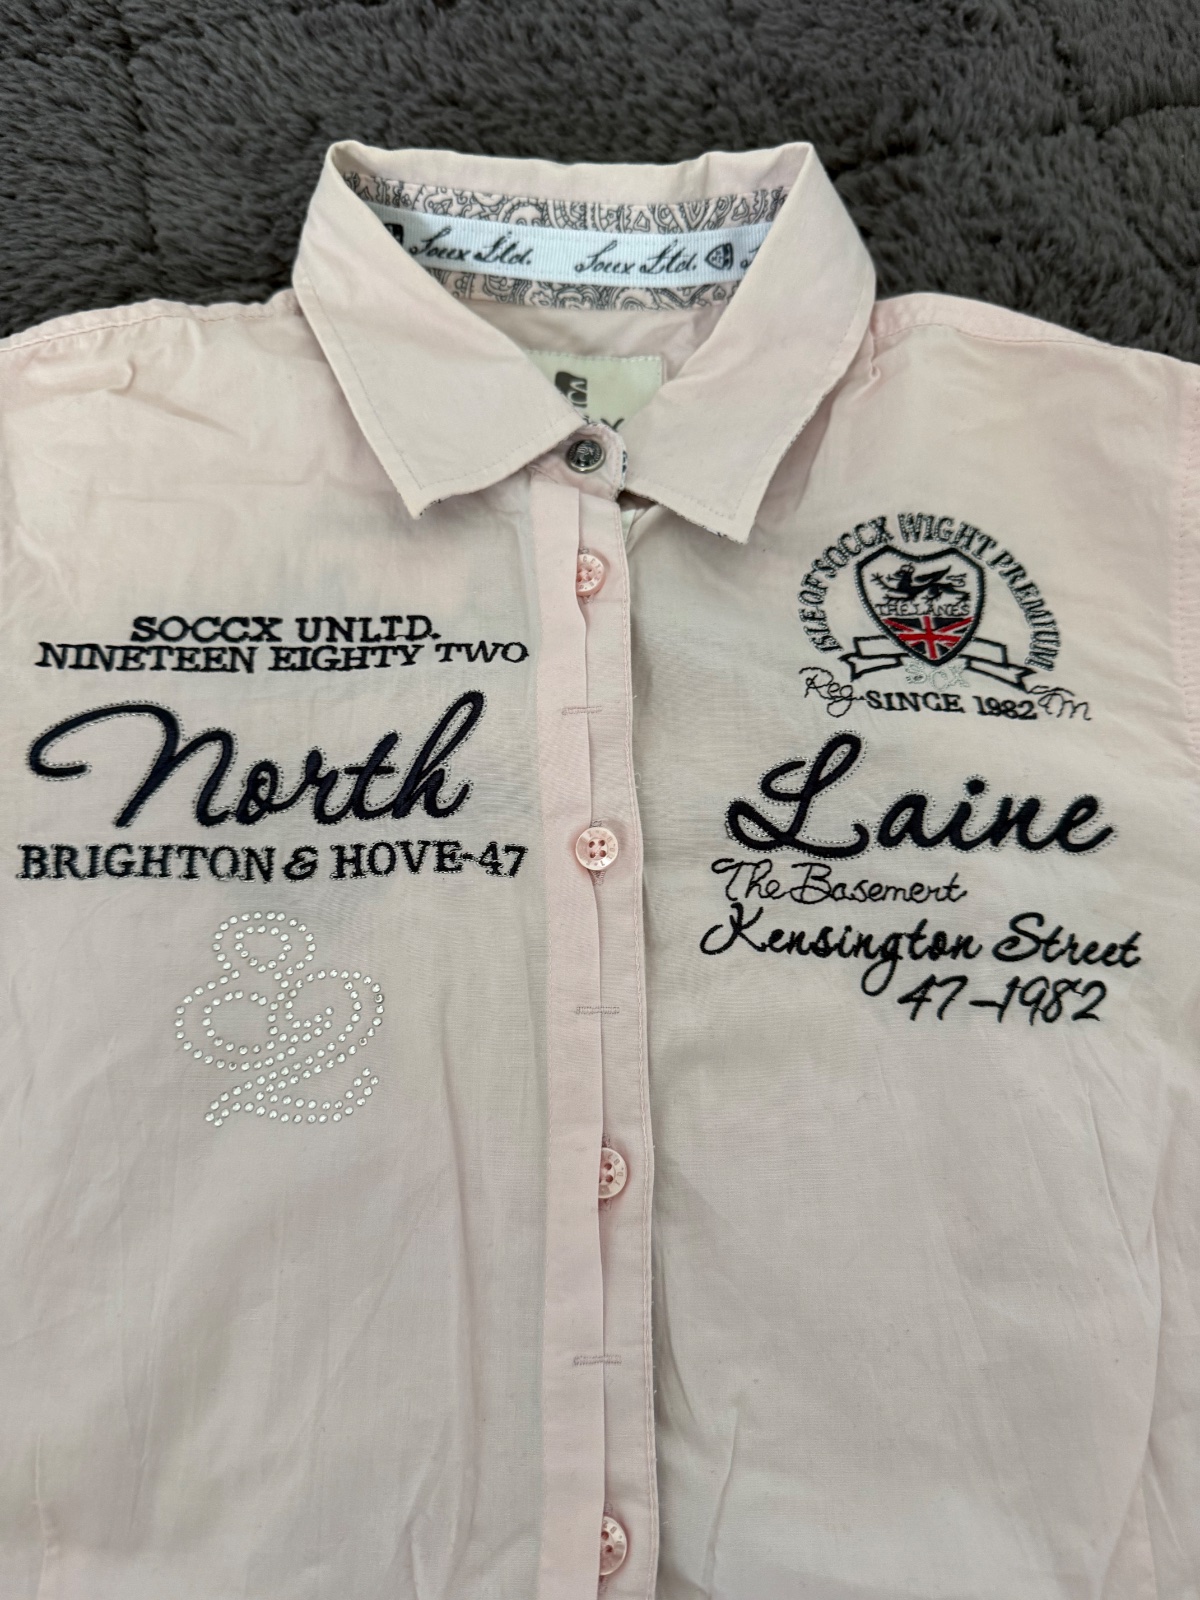 Soccx Ltd. Soccx Ltd.
SOCCX UNLTD.
NINETEEN EIGHTY TWO
North
BRIGHTON & HOVE-47
ISLE OF SOCCX WIGHT PREMIUM
THE LANES
SCX
Reg. SINCE 1982 TM
Laine
The Basement
Kensington Street
47-1982